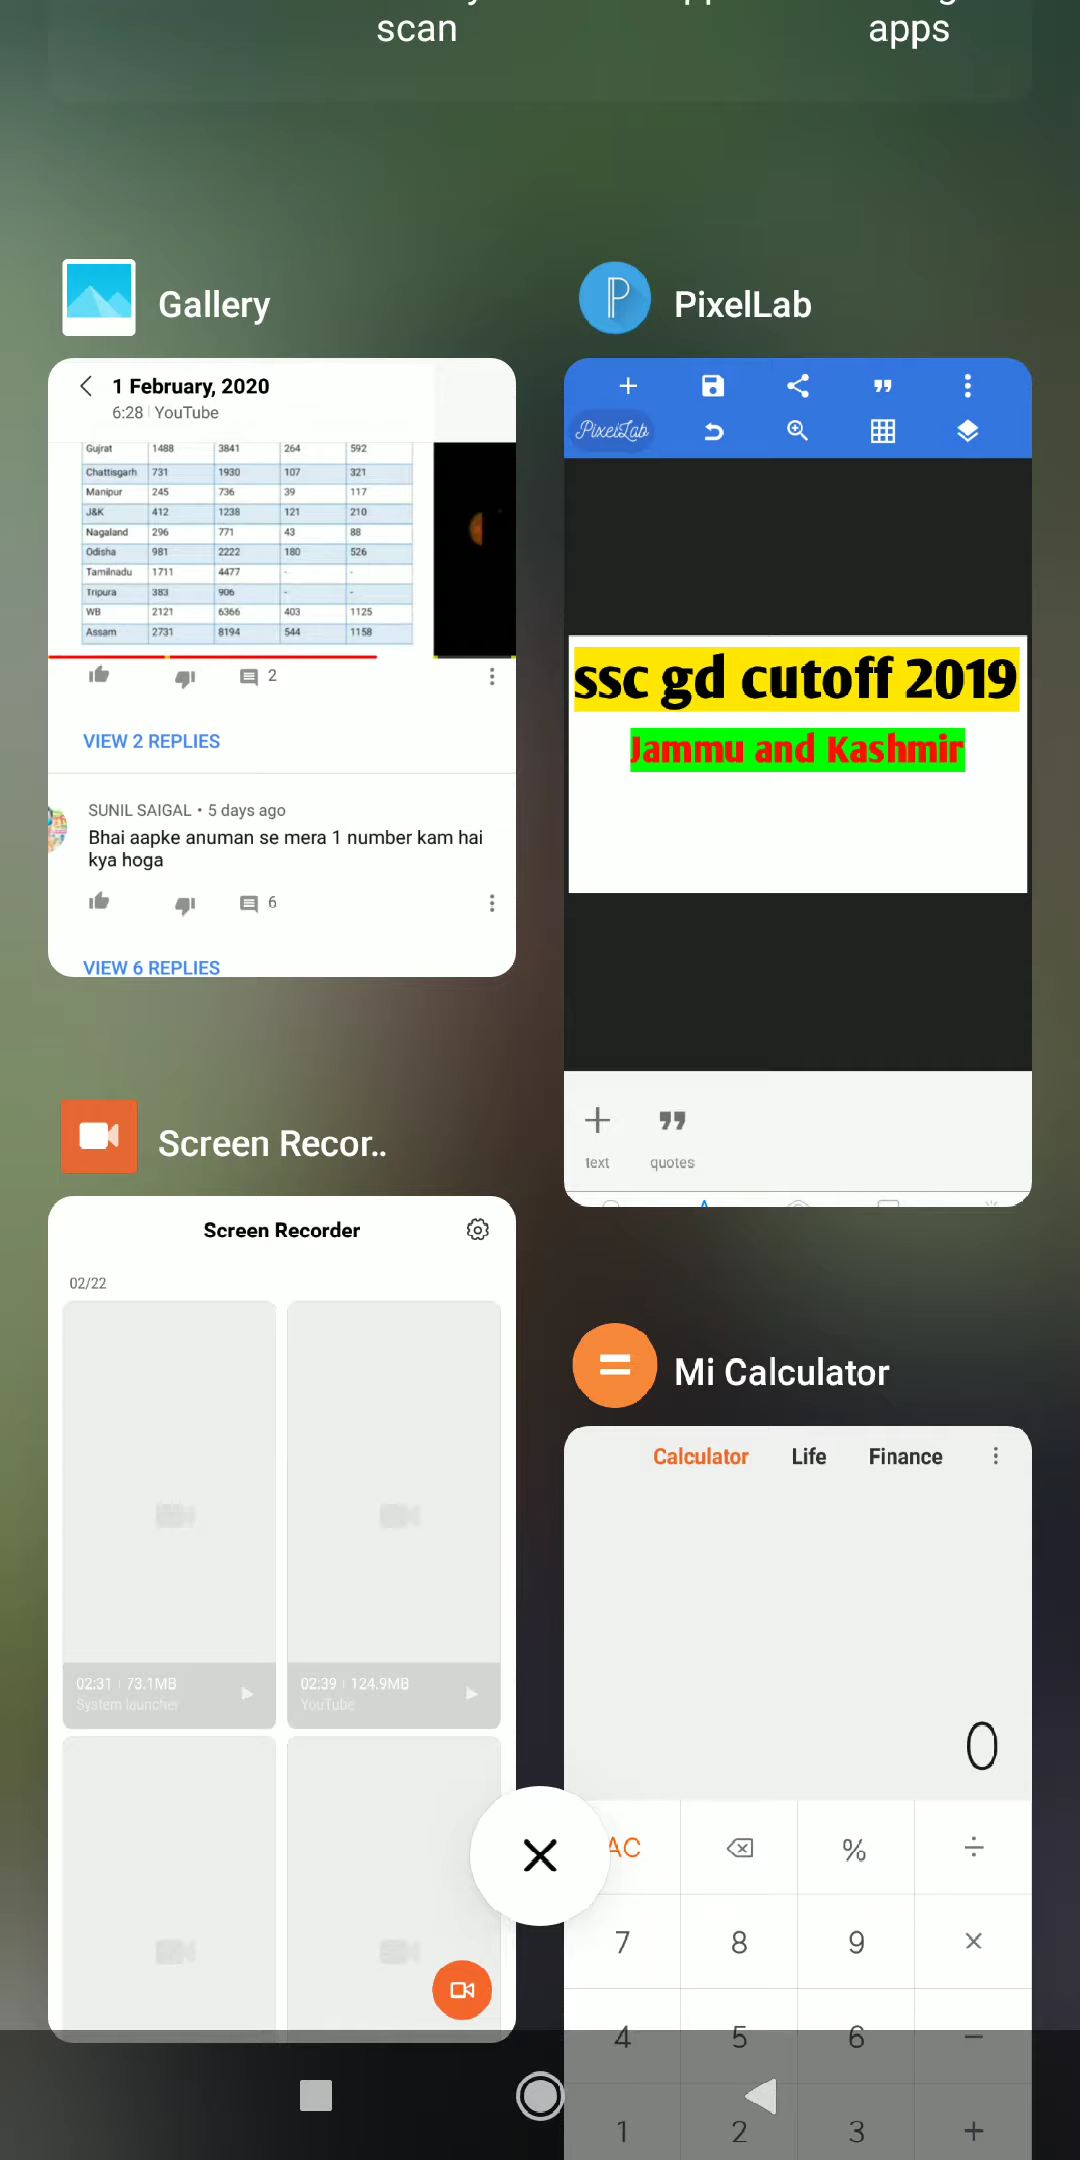 scan
apps
Gallery
PixelLab
1 February, 2020
6:28 | YouTube
Gujrat 1488 3841 264 592
Chattisgarh 731 1930 107 321
Manipur 245 736 39 117
J&K 412 1238 121 210
Nagaland 296 771 43 88
Odisha 981 2222 180 526
Tamilnadu 1711 4477 - -
Tripura 383 906 - -
WB 2121 6366 403 1125
Assam 2731 8194 544 1158
2
VIEW 2 REPLIES
SUNIL SAIGAL • 5 days ago
Bhai aapke anuman se mera 1 number kam hai
kya hoga
6
VIEW 6 REPLIES
PixelLab
ssc gd cutoff 2019
Jammu and Kashmir
text
quotes
Screen Recor..
Screen Recorder
02/22
02:31 | 73.1MB
System launcher
02:39 | 124.9MB
YouTube
Mi Calculator
Calculator Life Finance
0
AC % ÷
7 8 9 ×
4 5 6 −
1 2 3 +